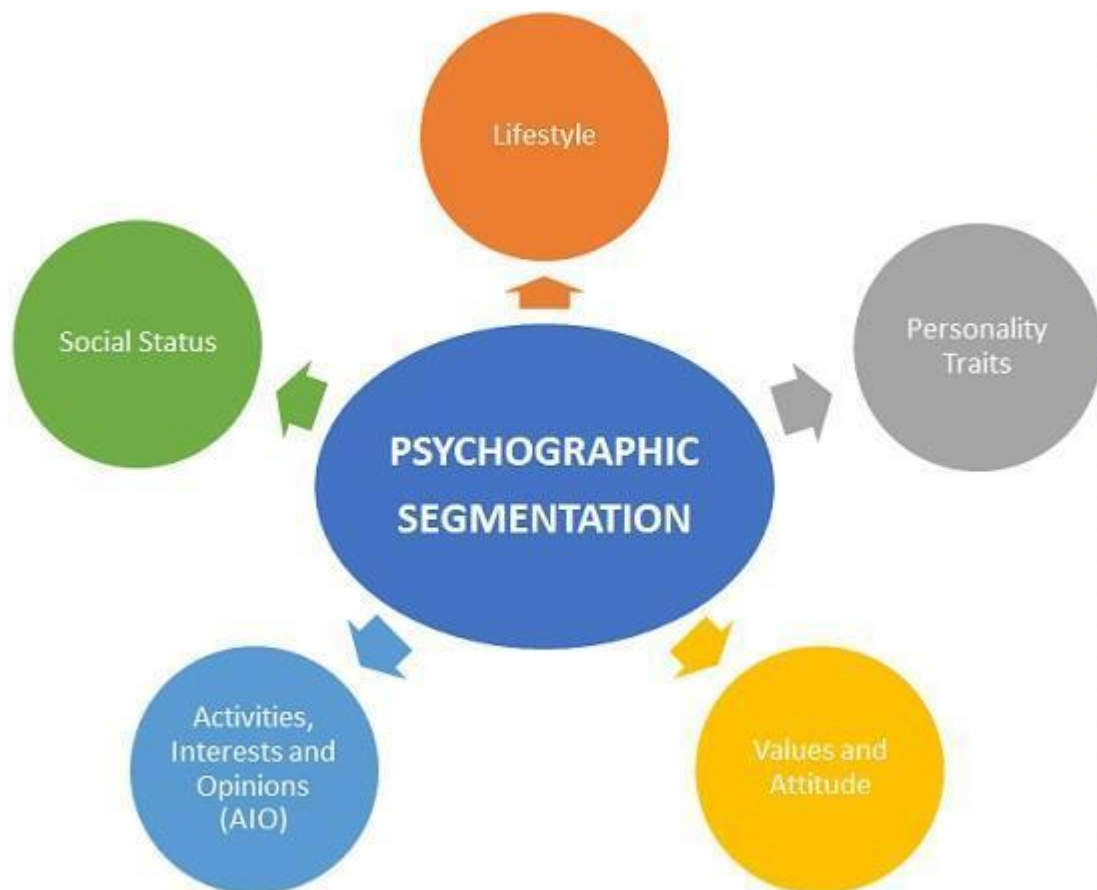 Lifestyle
Social Status
Personality
Traits
PSYCHOGRAPHIC
SEGMENTATION
Activities,
Interests and
Opinions
(AIO)
Values and
Attitude